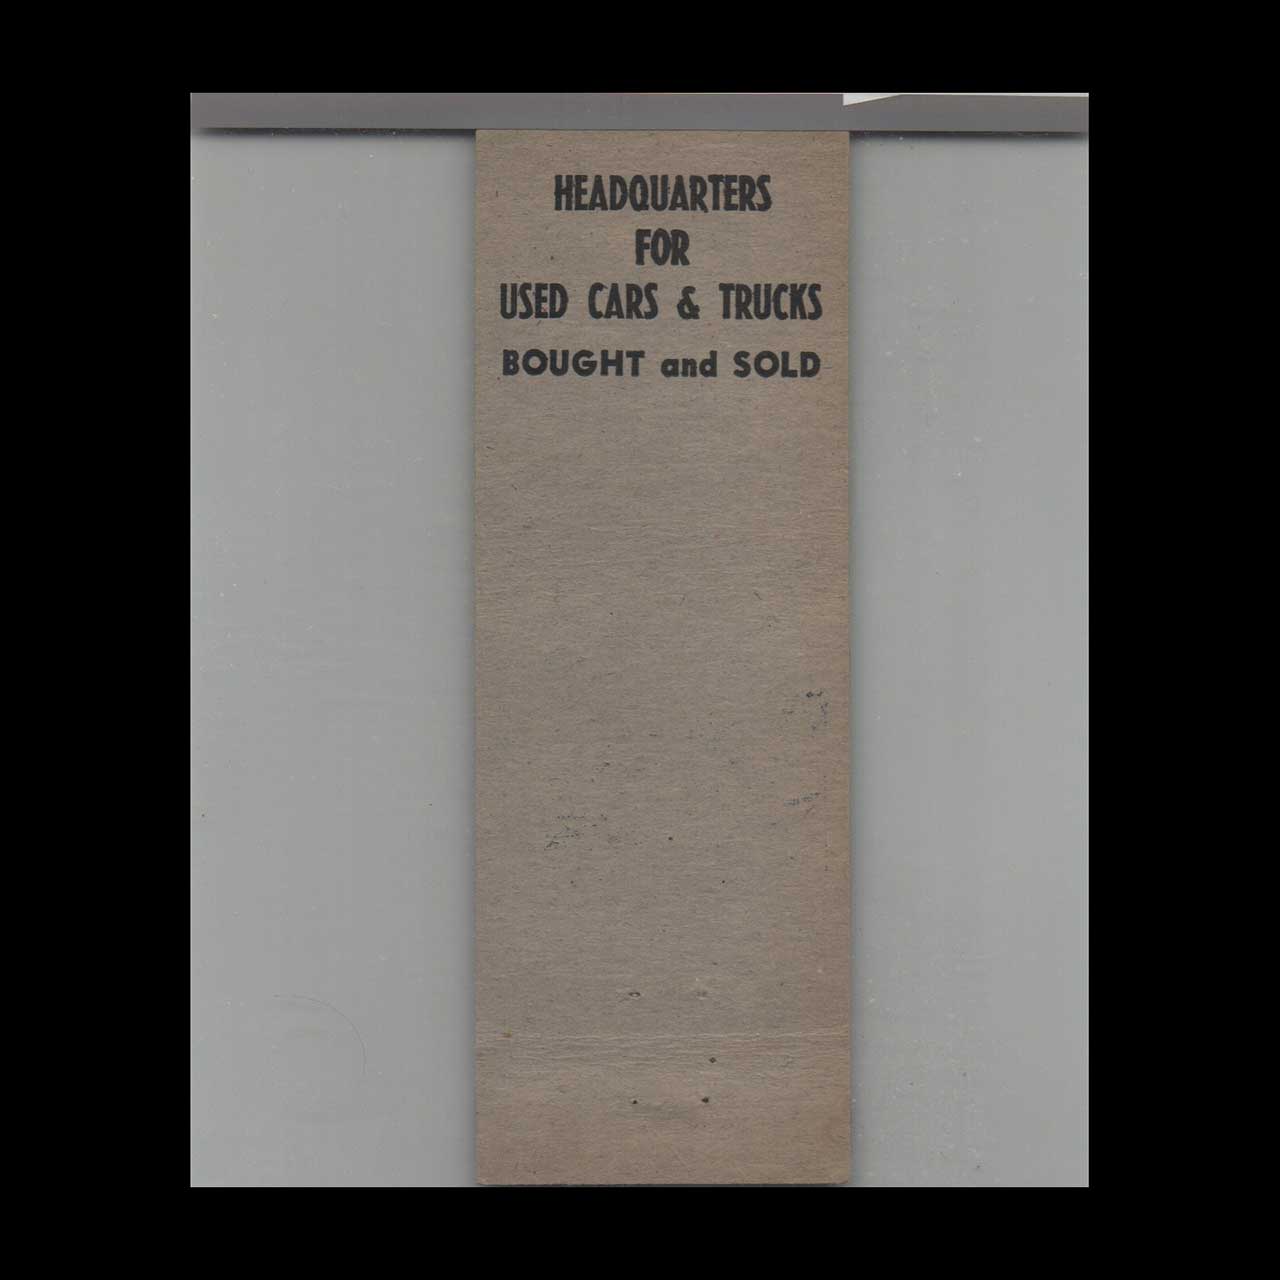 HEADQUARTERS
FOR
USED CARS & TRUCKS
BOUGHT and SOLD